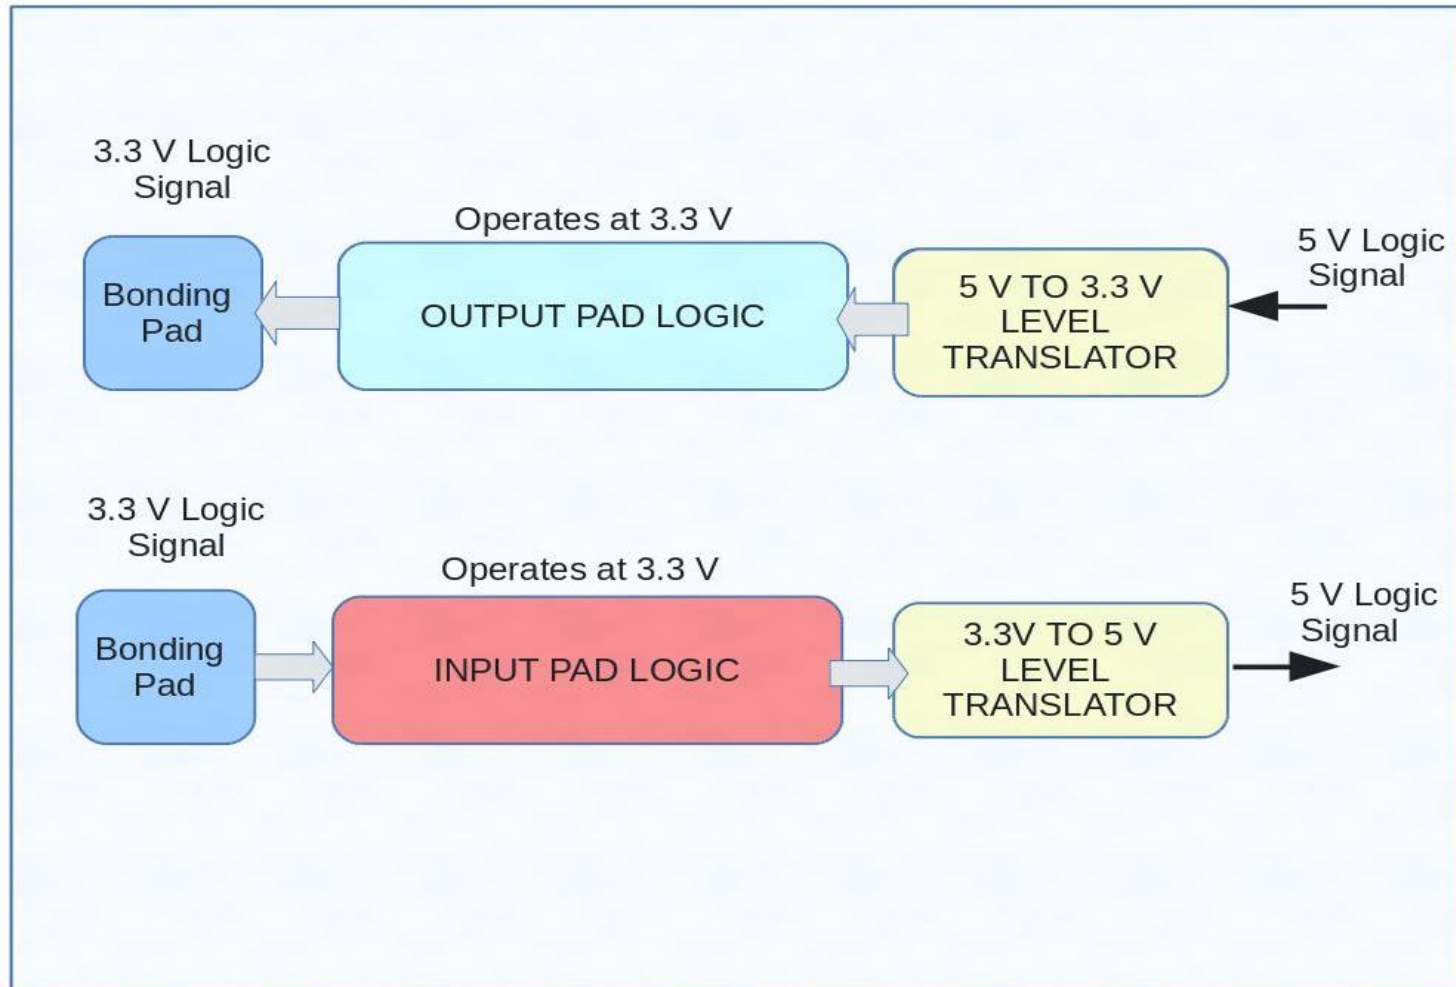 3.3 V Logic
Signal
Operates at 3.3 V
5 V Logic
Signal
Bonding
Pad
OUTPUT PAD LOGIC
5 V TO 3.3 V
LEVEL
TRANSLATOR
3.3 V Logic
Signal
Operates at 3.3 V
5 V Logic
Signal
Bonding
Pad
INPUT PAD LOGIC
3.3V TO 5 V
LEVEL
TRANSLATOR